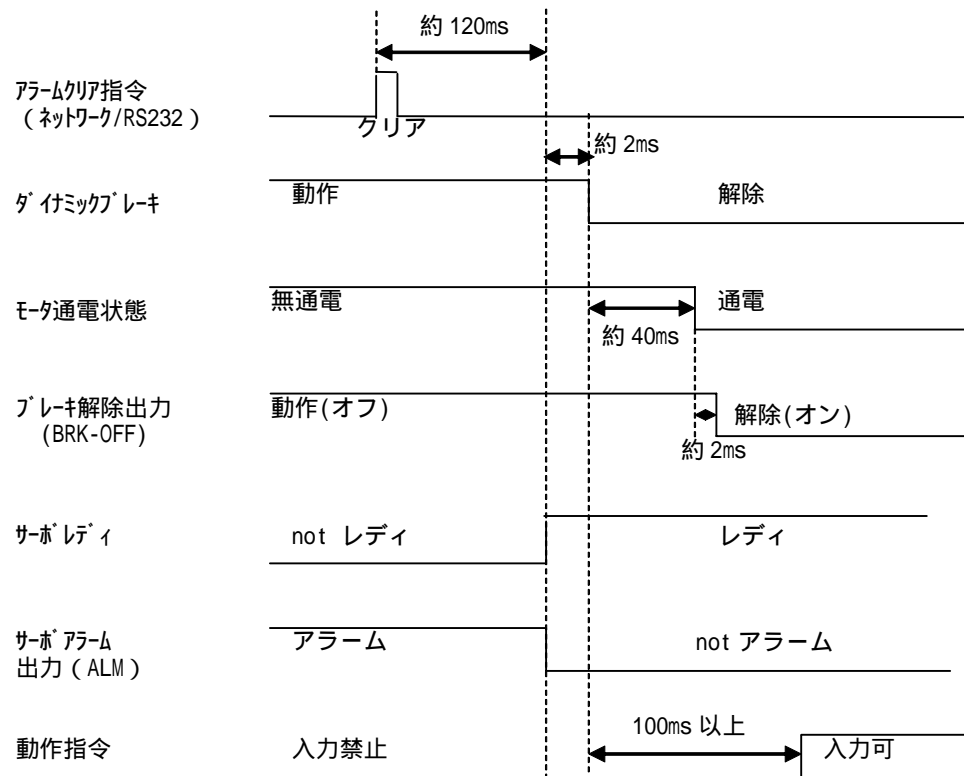 約 120ms
ｱﾗｰﾑｸﾘｱ指令
（ネットワーク/RS232）
クリア
約 2ms
ﾀﾞｲﾅﾐｯｸﾌﾞﾚｰｷ
動作
解除
ﾓｰﾀ通電状態
無通電
通電
約 40ms
ﾌﾞﾚｰｷ解除出力
(BRK-OFF)
動作(オフ)
解除(オン)
約 2ms
ｻｰﾎﾞﾚﾃﾞｨ
not レディ
レディ
ｻｰﾎﾞｱﾗｰﾑ
出力（ALM）
アラーム
not アラーム
100ms 以上
動作指令
入力禁止
入力可